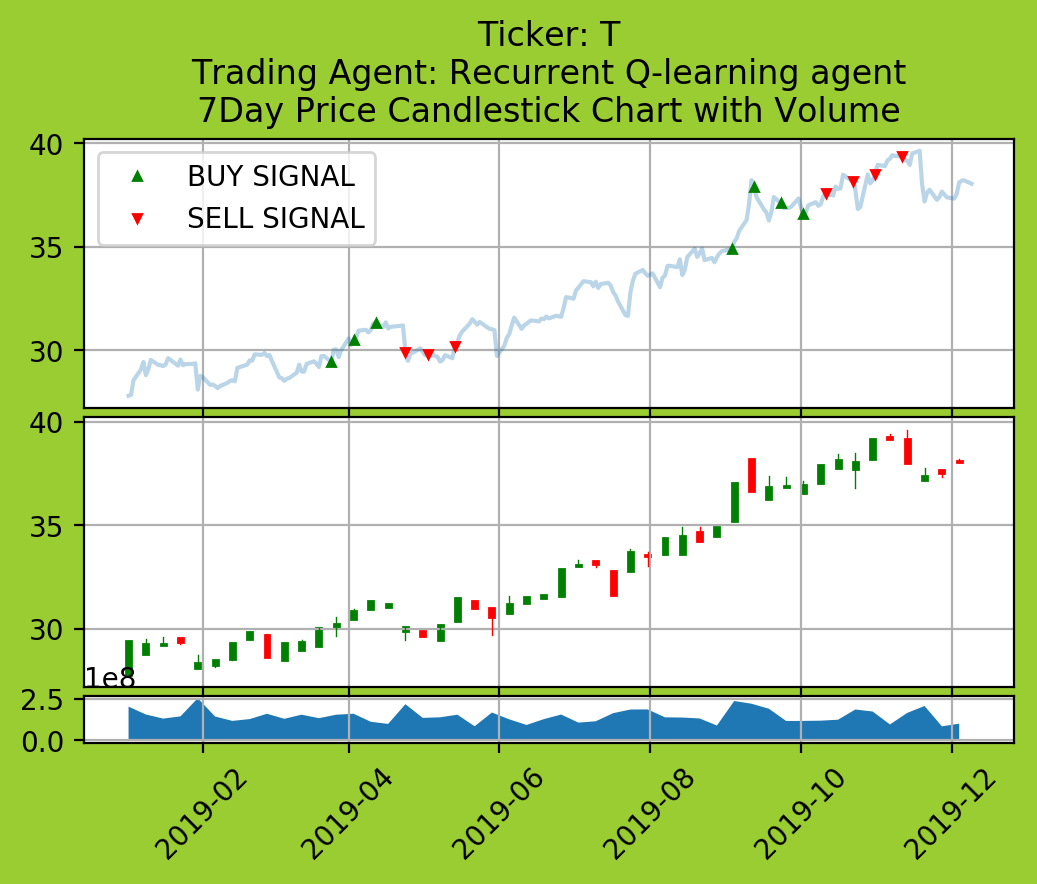 Ticker: T
Trading Agent: Recurrent Q-learning agent
7Day Price Candlestick Chart with Volume
40
35
30
BUY SIGNAL
SELL SIGNAL
40
35
30
1e8
2.5
0.0
2019-02
2019-04
2019-06
2019-08
2019-10
2019-12